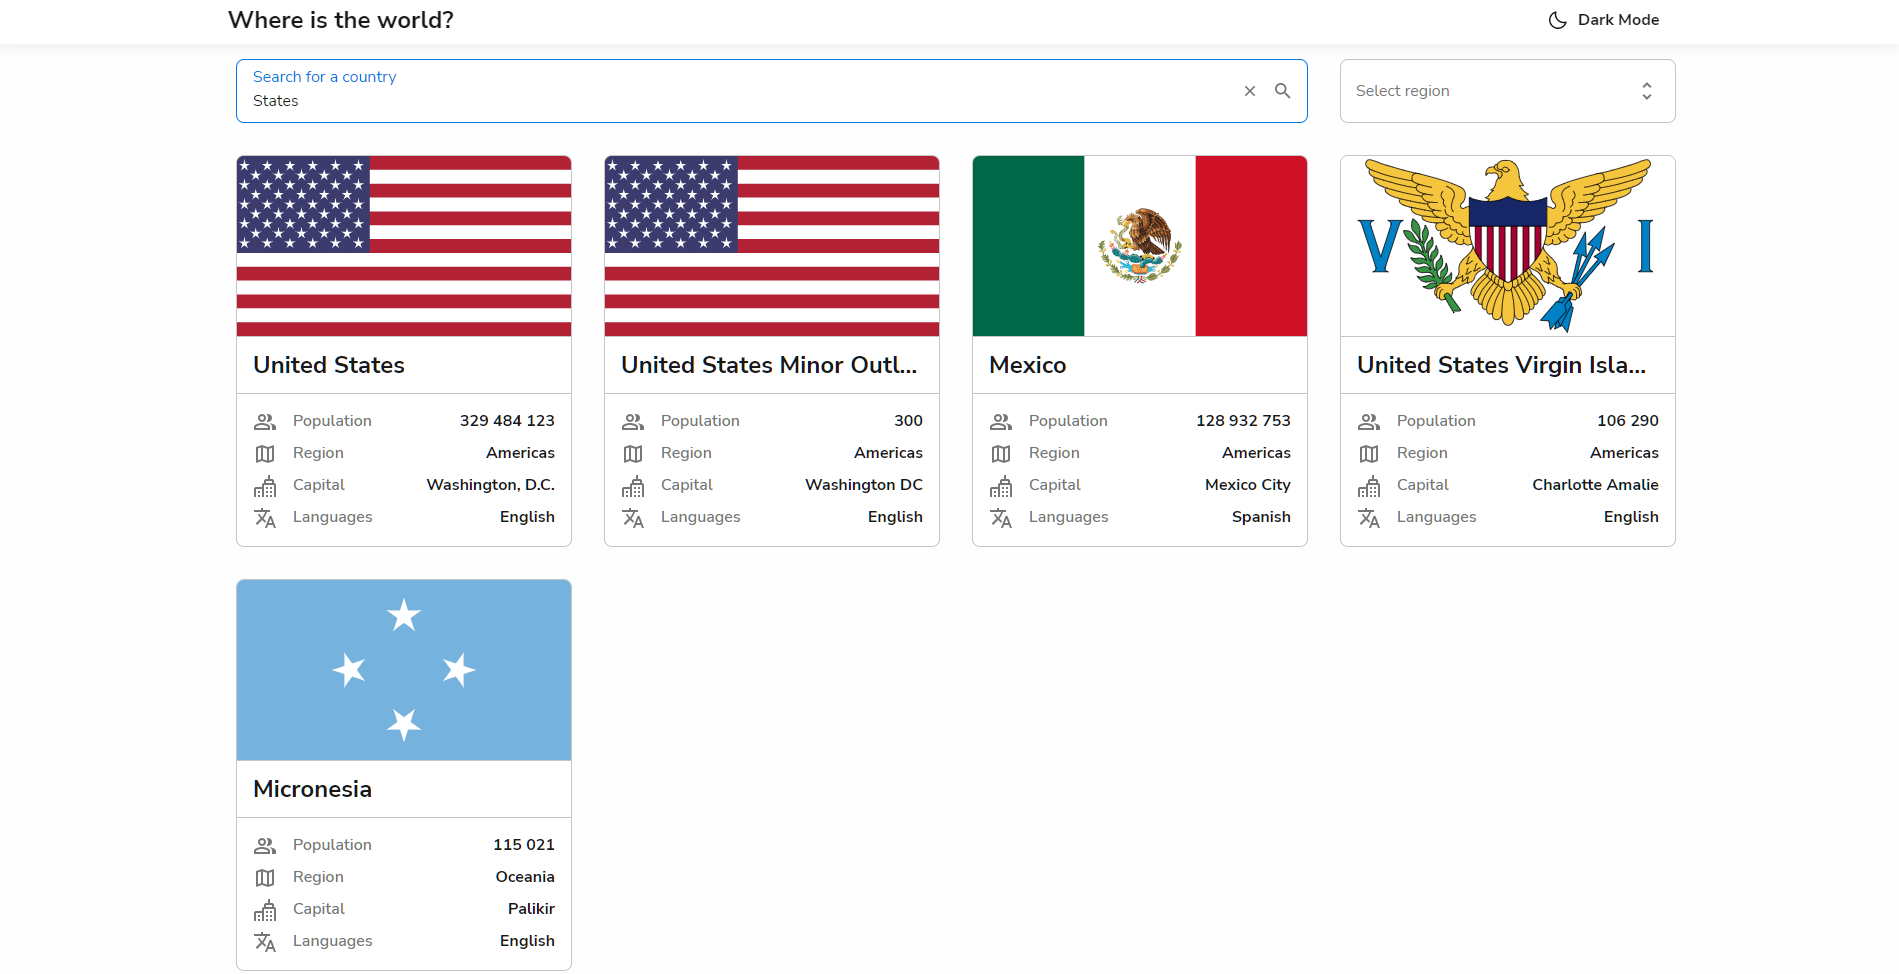 Where is the world?
Dark Mode
Search for a country
States
Select region
V I
United States
Population 329 484 123
Region Americas
Capital Washington, D.C.
Languages English
United States Minor Outl...
Population 300
Region Americas
Capital Washington DC
Languages English
Mexico
Population 128 932 753
Region Americas
Capital Mexico City
Languages Spanish
United States Virgin Isla...
Population 106 290
Region Americas
Capital Charlotte Amalie
Languages English
Micronesia
Population 115 021
Region Oceania
Capital Palikir
Languages English